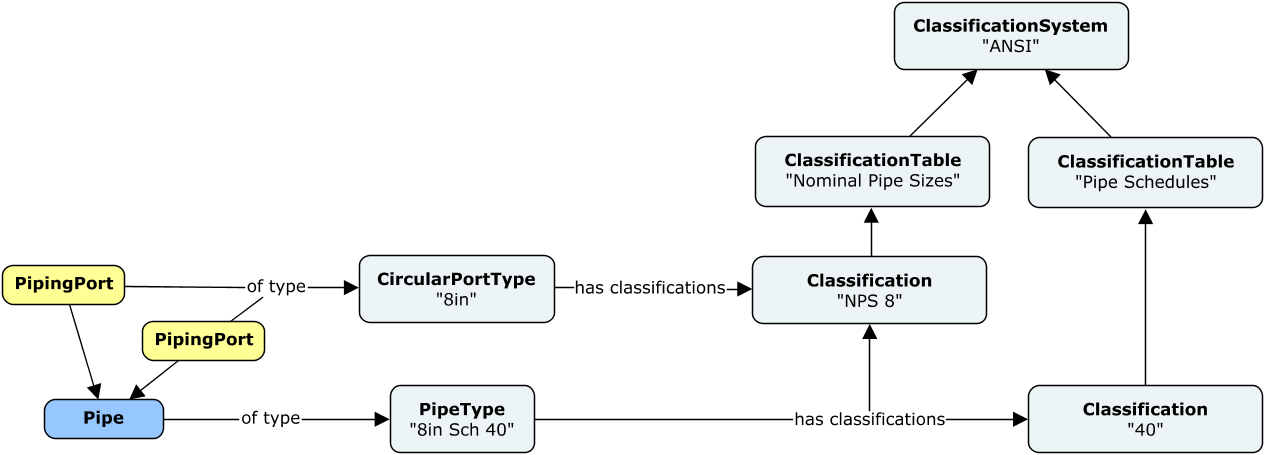 ClassificationSystem
"ANSI"
ClassificationTable
"Nominal Pipe Sizes"
ClassificationTable
"Pipe Schedules"
PipingPort
of type
CircularPortType
"8in"
has classifications
Classification
"NPS 8"
PipingPort
Pipe
of type
PipeType
"8in Sch 40"
has classifications
Classification
"40"